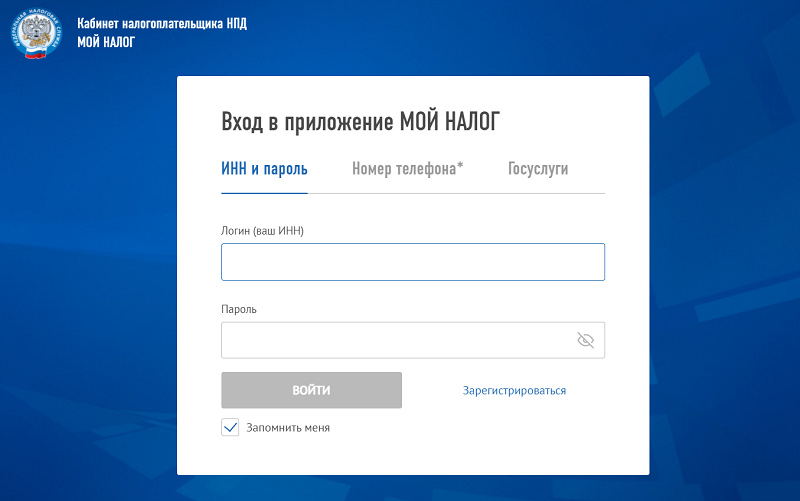 Кабинет налогоплательщика НПД
МОЙ НАЛОГ
Вход в приложение МОЙ НАЛОГ
ИНН и пароль Номер телефона* Госуслуги
Логин (ваш ИНН)
Пароль
ВОЙТИ Зарегистрироваться
Запомнить меня